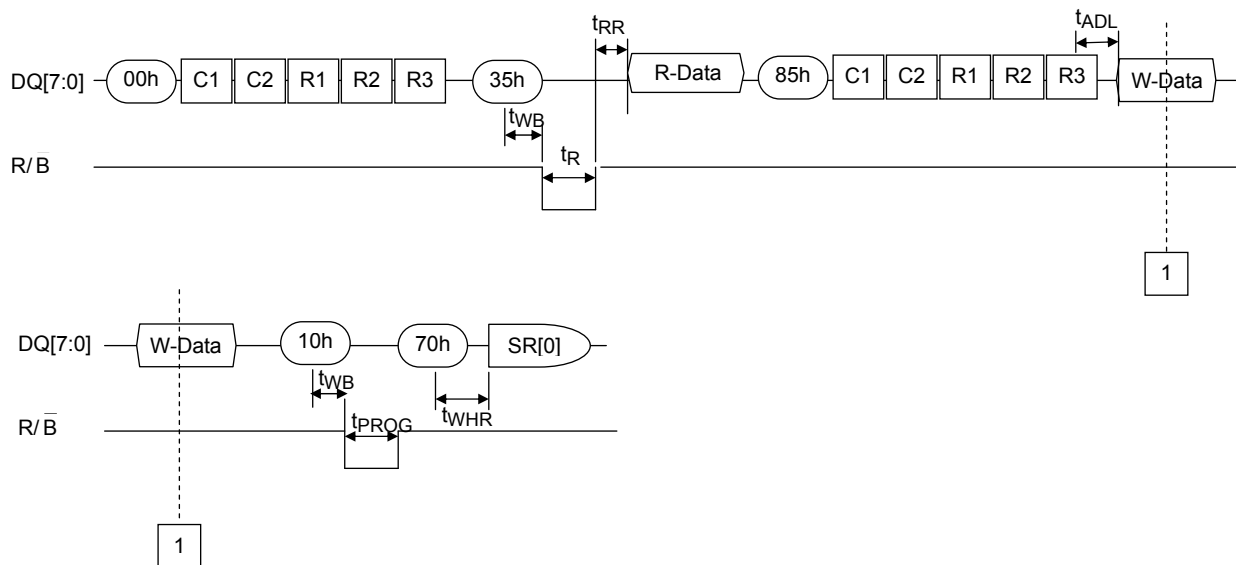 tRR
tADL
DQ[7:0] 00h C1 C2 R1 R2 R3 35h R-Data 85h C1 C2 R1 R2 R3 W-Data
tWB
tR
R/B̅
1
DQ[7:0] W-Data 10h 70h SR[0]
tWB
tWHR
tPROG
R/B̅
1